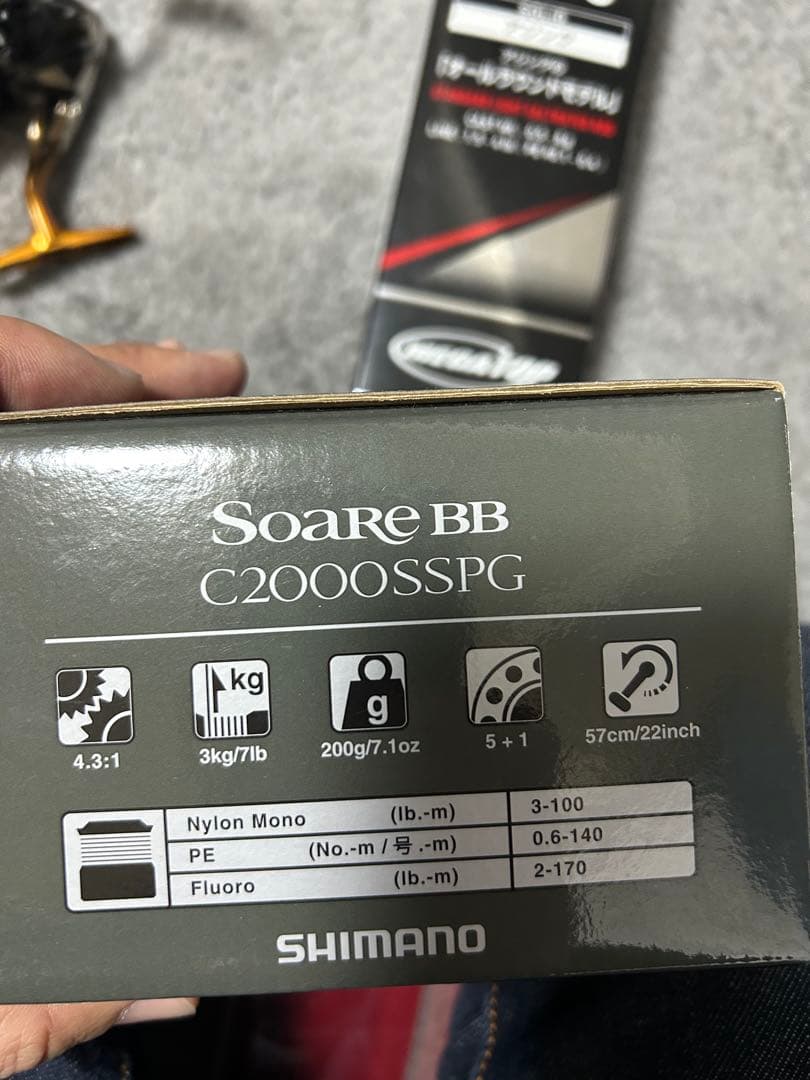 「オールラウンドモデル」
SOARE BB
C2000SSPG
kg
g
4.3:1
3kg/7lb
200g/7.1oz
5 + 1
57cm/22inch
Nylon Mono (lb.-m) 3-100
PE (No.-m / 号.-m) 0.6-140
Fluoro (lb.-m) 2-170
SHIMANO